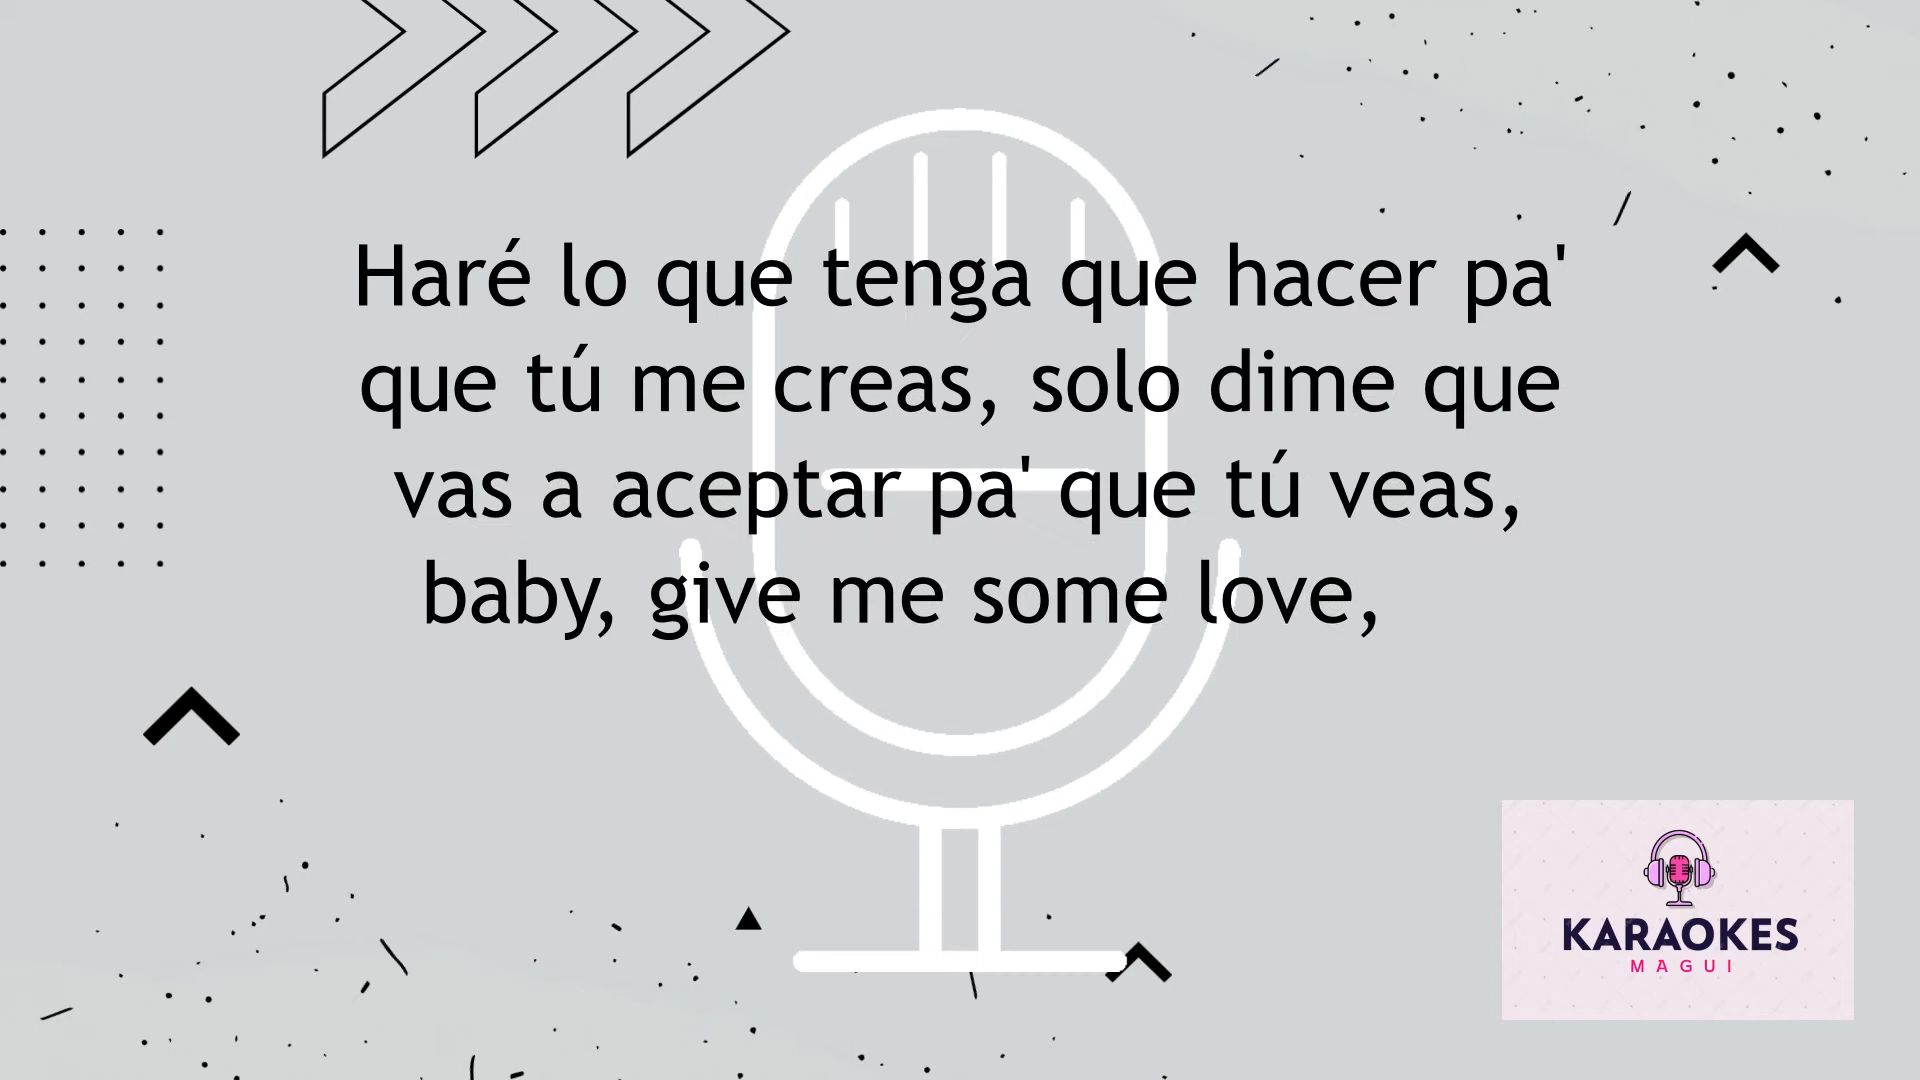 Haré lo que tenga que hacer pa'
que tú me creas, solo dime que
vas a aceptar pa' que tú veas,
baby, give me some love,
KARAOKES
MAGUI